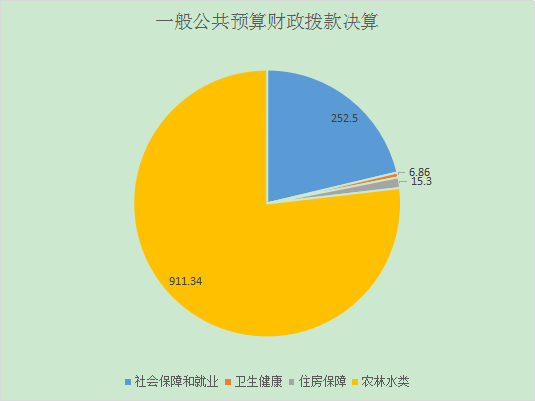 一般公共预算财政拨款决算
252.5
6.86
15.3
911.34
社会保障和就业 卫生健康 住房保障 农林水类